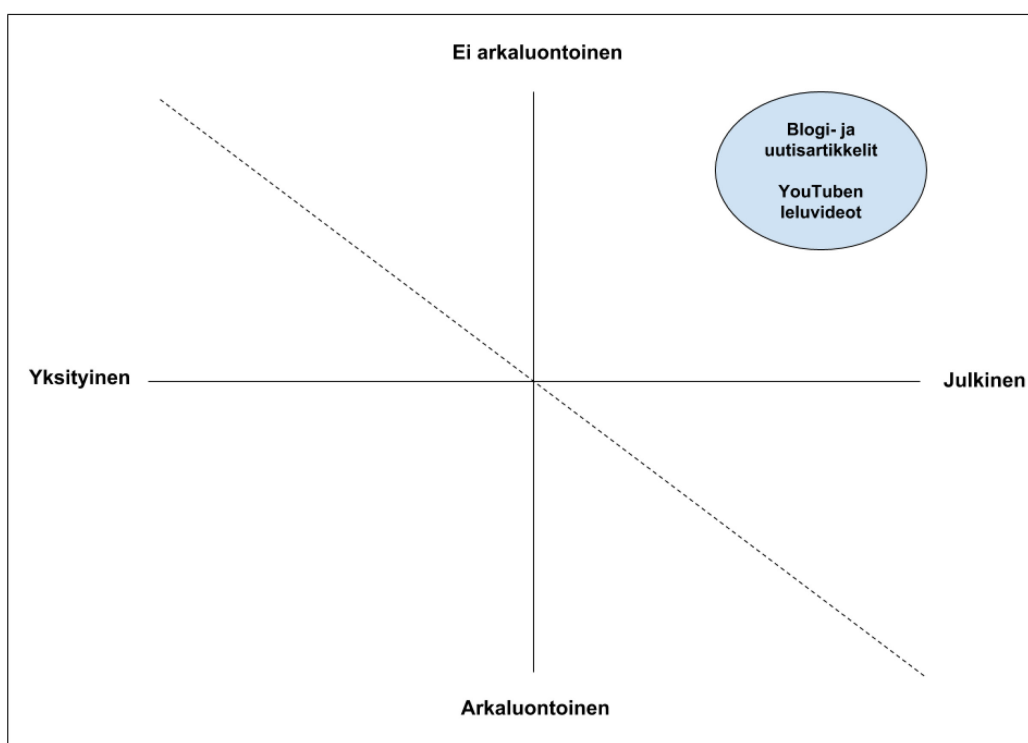 Ei arkaluontoinen
Blogi- ja
uutisartikkelit
YouTuben
leluvideot
Yksityinen
Julkinen
Arkaluontoinen